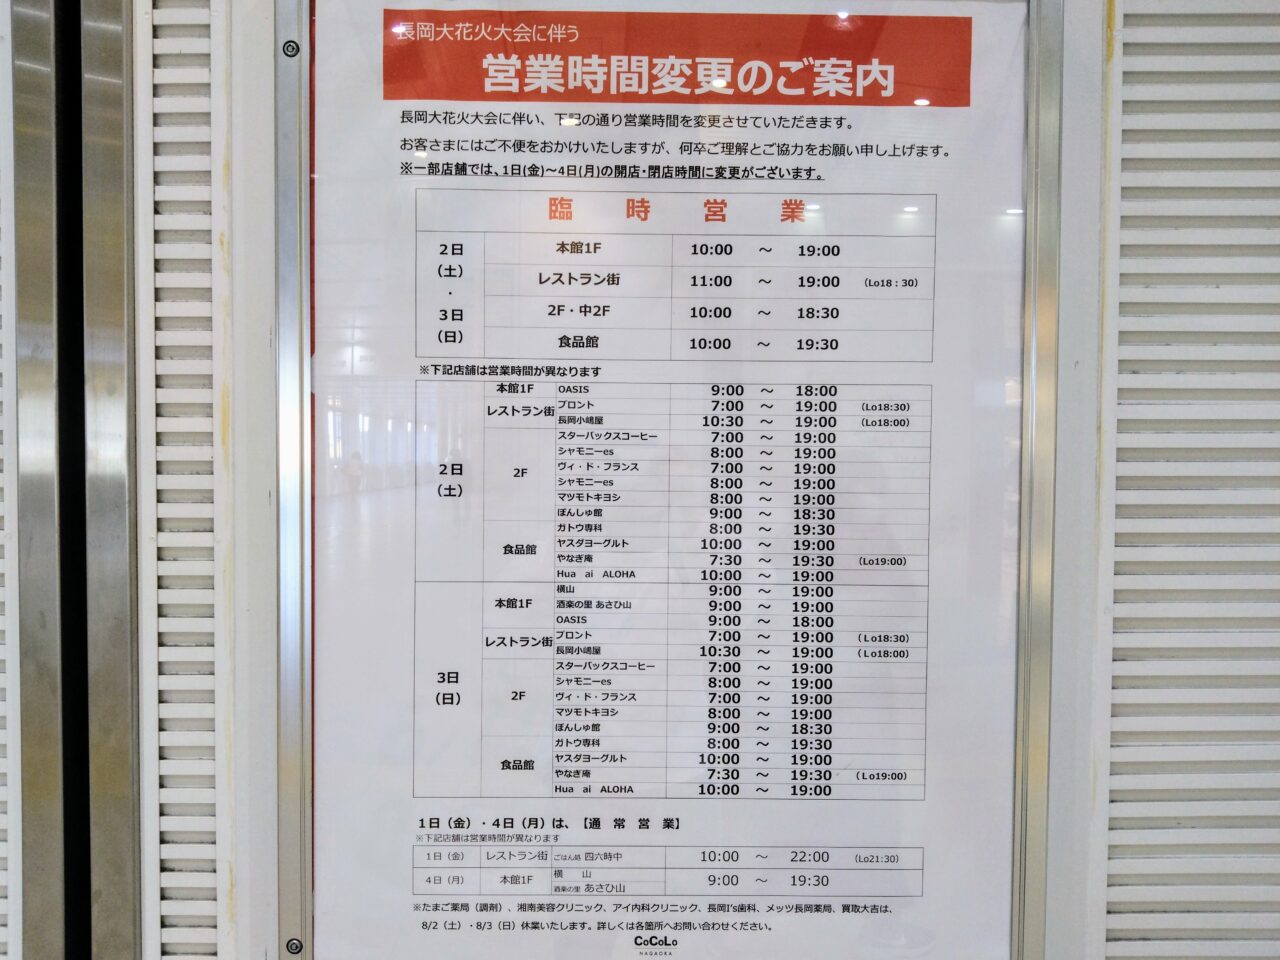 長岡大花火大会に伴う
営業時間変更のご案内
長岡大花火大会に伴い、下記の通り営業時間を変更させていただきます。
お客さまにはご不便をおかけいたしますが、何卒ご理解とご協力をお願い申し上げます。
※一部店舗では、1日(金)～4日(月)の開店・閉店時間に変更がございます。
臨時営業
2日（土）・3日（日） 本館1F 10:00 ～ 19:00
レストラン街 11:00 ～ 19:00 （Lo18：30）
2F・中2F 10:00 ～ 18:30
食品館 10:00 ～ 19:30
※下記店舗は営業時間が異なります
2日（土） 本館1F OASIS 9:00 ～ 18:00
レストラン街 プロント 7:00 ～ 19:00 （Lo18:30）
長岡小嶋屋 10:30 ～ 19:00 （Lo18:00）
2F スターバックスコーヒー 7:00 ～ 19:00
シャモニーes 8:00 ～ 19:00
ヴィ・ド・フランス 7:00 ～ 19:00
シャモニーes 8:00 ～ 19:00
マツモトキヨシ 8:00 ～ 19:00
ぽんしゅ館 9:00 ～ 18:30
食品館 ガトウ専科 8:00 ～ 19:30
ヤスダヨーグルト 10:00 ～ 19:00
やなぎ庵 7:30 ～ 19:30 （Lo19:00）
Hua ai ALOHA 10:00 ～ 19:00
3日（日） 本館1F 横山 9:00 ～ 19:00
酒楽の里 あさひ山 9:00 ～ 19:00
OASIS 9:00 ～ 18:00
レストラン街 プロント 7:00 ～ 19:00 （Lo18:30）
長岡小嶋屋 10:30 ～ 19:00 （Lo18:00）
2F スターバックスコーヒー 7:00 ～ 19:00
シャモニーes 8:00 ～ 19:00
ヴィ・ド・フランス 7:00 ～ 19:00
マツモトキヨシ 8:00 ～ 19:00
ぽんしゅ館 9:00 ～ 18:30
食品館 ガトウ専科 8:00 ～ 19:30
ヤスダヨーグルト 10:00 ～ 19:00
やなぎ庵 7:30 ～ 19:30 （Lo19:00）
Hua ai ALOHA 10:00 ～ 19:00
1日（金）・4日（月）は、【通常営業】
※下記店舗は営業時間が異なります
1日（金） レストラン街 ごはん処 四六時中 10:00 ～ 22:00 （Lo21:30）
4日（月） 本館1F 横山 9:00 ～ 19:30
酒楽の里 あさひ山
※たまご薬局（調剤）、湘南美容クリニック、アイ内科クリニック、長岡I's歯科、メッツ長岡薬局、買取大吉は、
8/2（土）・8/3（日）休業いたします。詳しくは各箇所へお問い合わせください。
CoCoLo
NAGAOKA